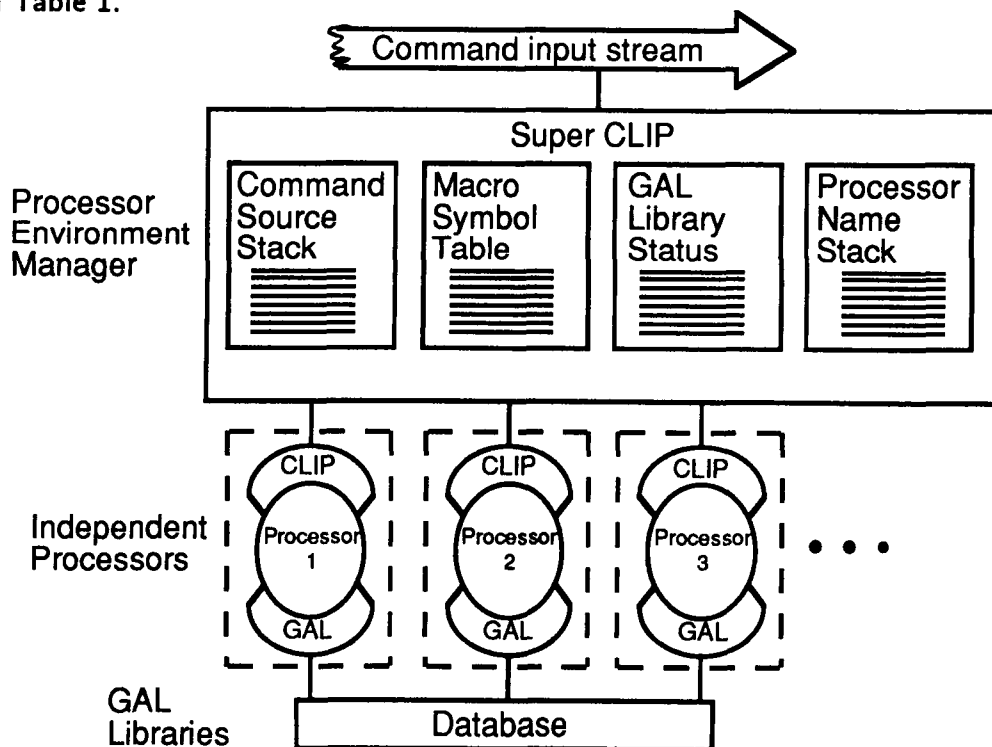 Table 1.
Command input stream
Super CLIP
Processor
Environment
Manager
Command
Source
Stack
Macro
Symbol
Table
GAL
Library
Status
Processor
Name
Stack
Independent
Processors
CLIP
Processor
1
GAL
CLIP
Processor
2
GAL
CLIP
Processor
3
GAL
• • •
GAL
Libraries
Database